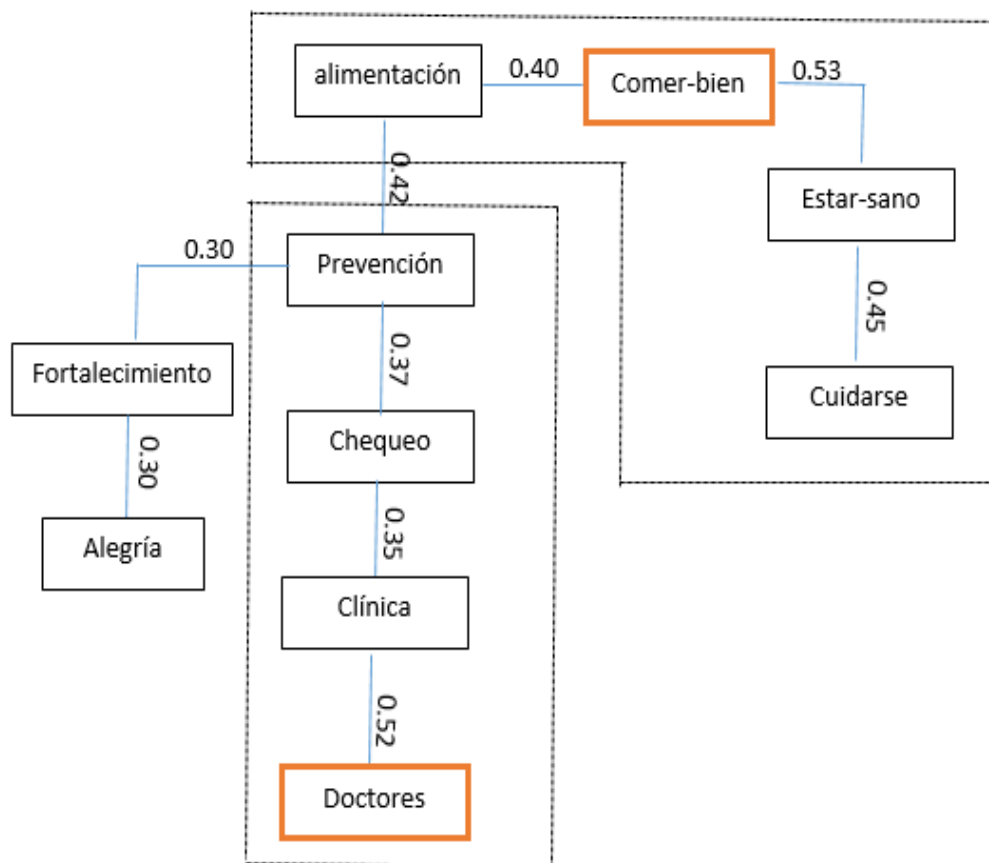 alimentación
0.40
Comer-bien
0.53
0.42
Estar-sano
0.30
Prevención
0.45
0.37
Fortalecimiento
Cuidarse
0.30
Chequeo
Alegría
0.35
Clínica
0.52
Doctores